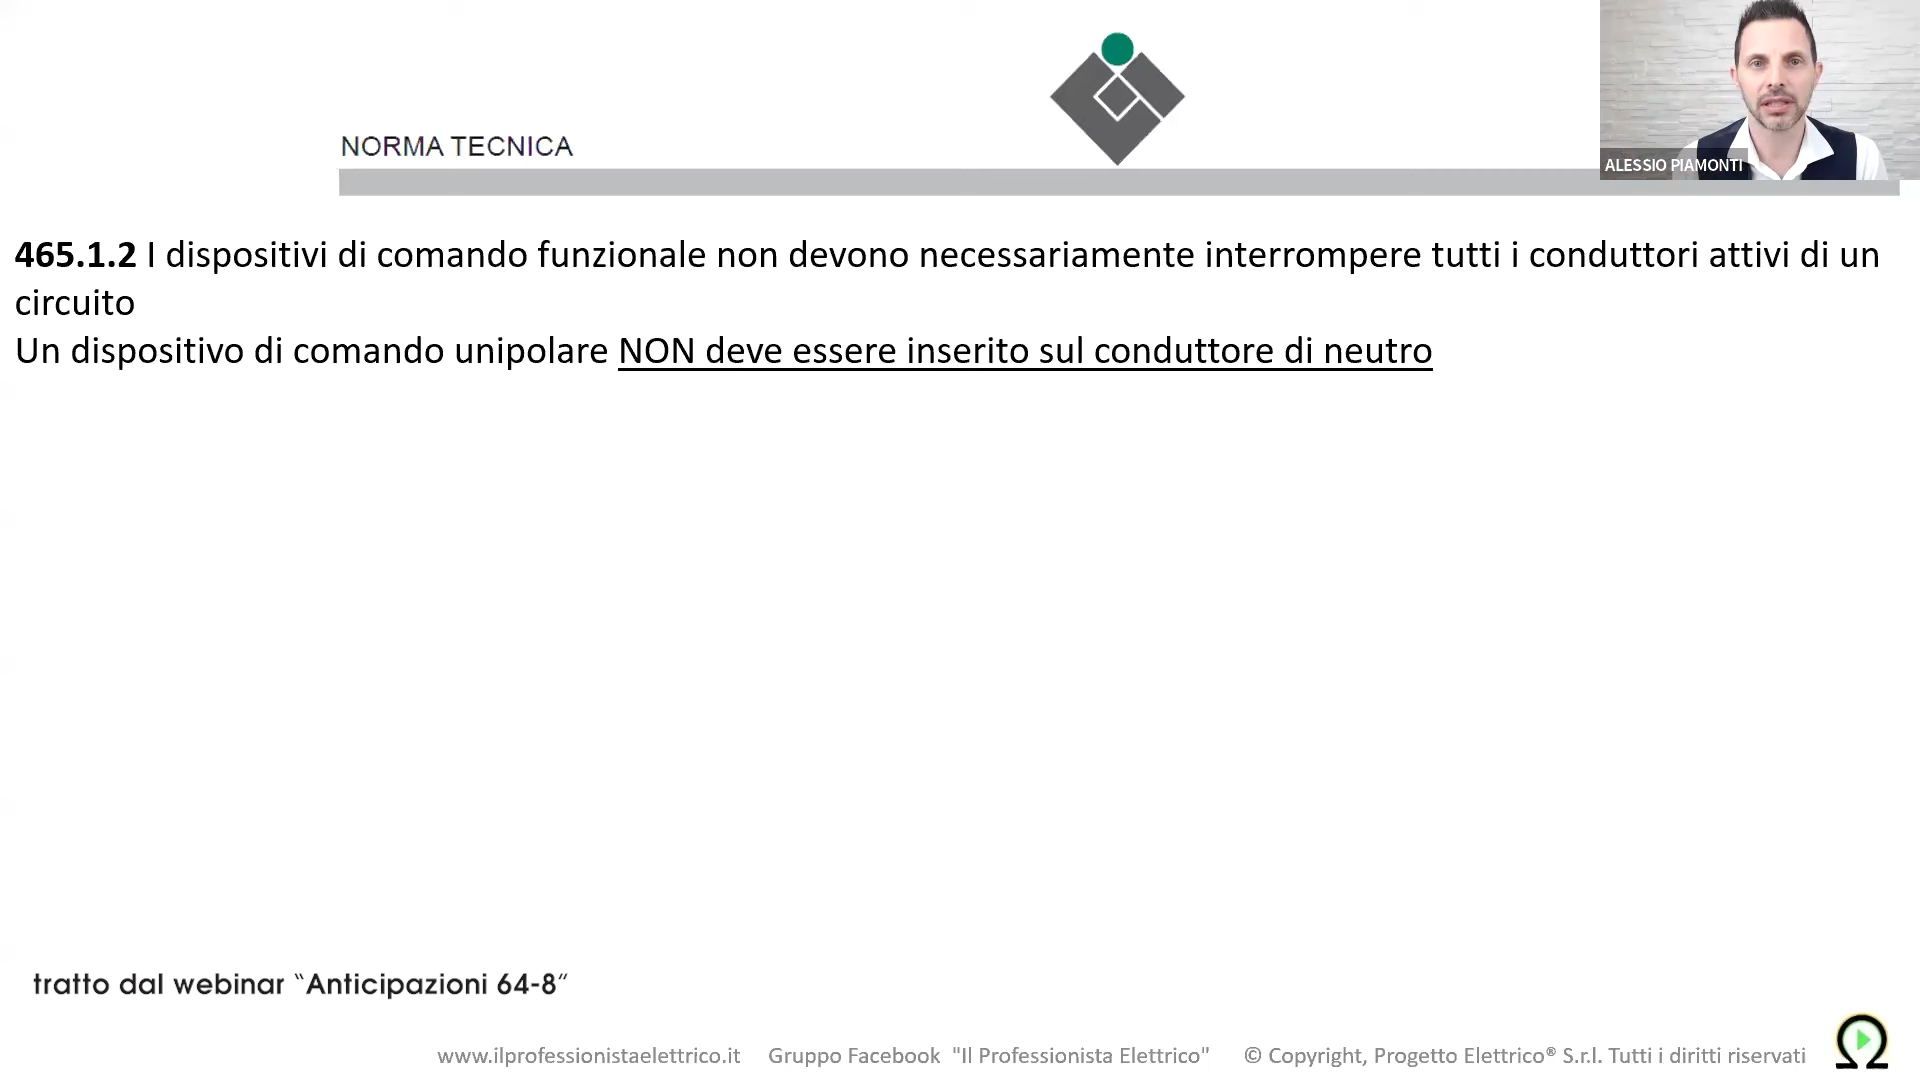 ALESSIO PIAMONTI
NORMA TECNICA
465.1.2 I dispositivi di comando funzionale non devono necessariamente interrompere tutti i conduttori attivi di un
circuito
Un dispositivo di comando unipolare NON deve essere inserito sul conduttore di neutro
tratto dal webinar “Anticipazioni 64-8”
www.ilprofessionistaelettrico.it Gruppo Facebook "Il Professionista Elettrico" © Copyright, Progetto Elettrico® S.r.l. Tutti i diritti riservati